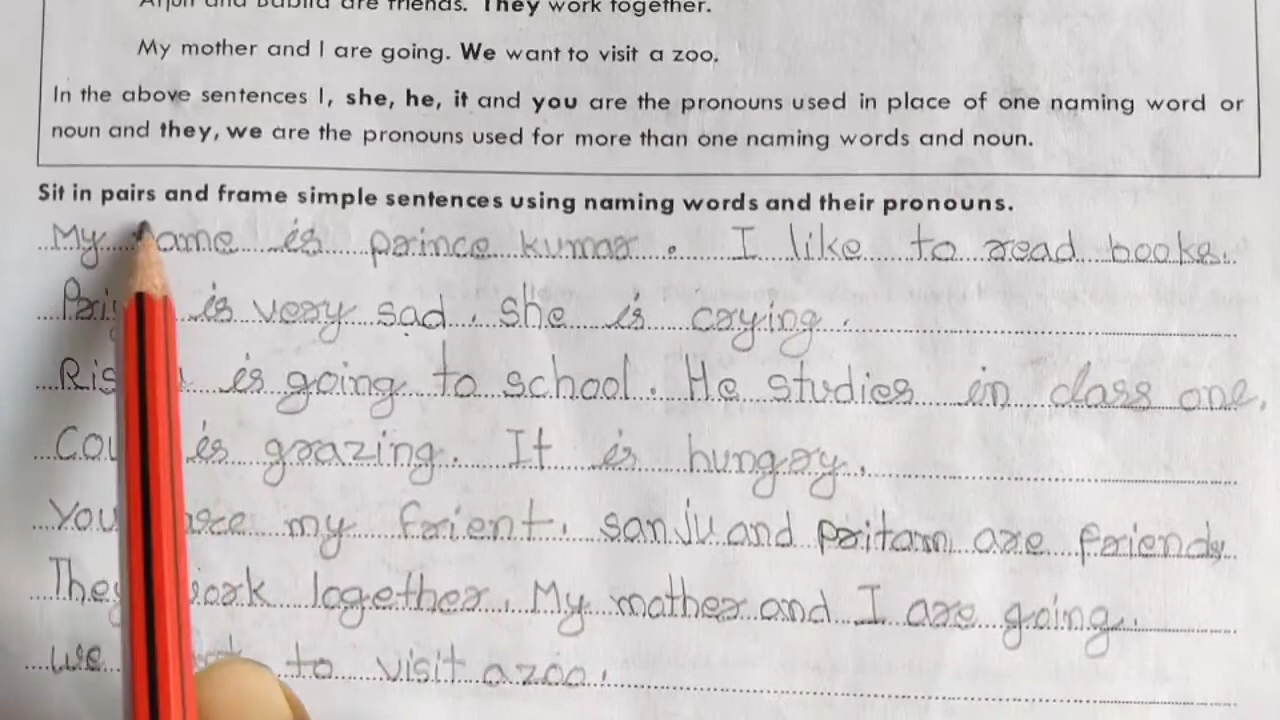 Arjun and Babita are friends. They work together.
My mother and I are going. We want to visit a zoo.
In the above sentences I, she, he, it and you are the pronouns used in place of one naming word or
noun and they, we are the pronouns used for more than one naming words and noun.
Sit in pairs and frame simple sentences using naming words and their pronouns.
My name is prince kumar. I like to read books.
is very sad. she is crying.
is going to school. He studies in class one.
is grazing. It is hungry.
You are my frient. sanju and pritam are friends
They work together. My mother and I are going.
we to visit a zoo.